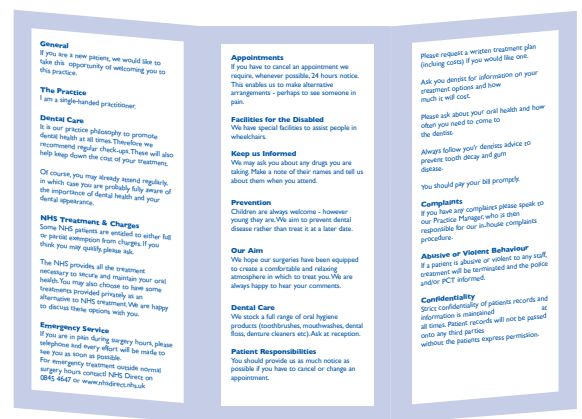 General
If you are a new patient, we would like to
take this opportunity of welcoming you to
this practice.
The Practice
I am a single-handed practitioner.
Dental Care
It is our practice philosophy to promote
dental health at all times. Therefore we
recommend regular check-ups. These will also
help keep down the cost of your treatment.
Of course, you may already attend regularly,
in which case you are probably fully aware of
the importance of dental health and your
dental appearance.
NHS Treatment & Charges
Some NHS patients are entitled to either full
or partial exemption from charges. If you
think you may qualify, please ask.
The NHS provides all the treatment
necessary to secure and maintain your oral
health. You may also choose to have some
treatments provided privately as an
alternative to NHS treatment. We are happy
to discuss these options with you.
Emergency Service
If you are in pain during surgery hours, please
telephone and every effort will be made to
see you as soon as possible.
For emergency treatment outside normal
surgery hours contactl NHS Direct on
0845 4647 or www.nhsdirect.nhs.uk
Appointments
If you have to cancel an appointment we
require, whenever possible, 24 hours notice.
This enables us to make alternative
arrangements - perhaps to see someone in
pain.
Facilities for the Disabled
We have special facilities to assist people in
wheelchairs.
Keep us Informed
We may ask you about any drugs you are
taking. Make a note of their names and tell us
about them when you attend.
Prevention
Children are always welcome - however
young they are. We aim to prevent dental
disease rather than treat it at a later date.
Our Aim
We hope our surgeries have been equipped
to create a comfortable and relaxing
atmosphere in which to treat you. We are
always happy to hear your comments.
Dental Care
We stock a full range of oral hygiene
products (toothbrushes, mouthwashes, dental
floss, denture cleaners etc). Ask at reception.
Patient Responsibilities
You should provide us as much notice as
possible if you have to cancel or change an
appointment.
Please request a written treatment plan
(incluing costs) if you would like one.
Ask you dentist for information on your
treatment options and how
much it will cost.
Please ask about your oral health and how
often you need to come to
the dentist.
Always follow you'r dentists advice to
prevent tooth decay and gum
disease.
You should pay your bill promptly.
Complaints
If you have any complaints please speak to
our Practice Manager, who is then
responsible for our in-house complaints
procedure.
Abusive or Violent Behaviour
If a patient is abusive or violent to any staff,
treatment will be terminated and the police
and/or PCT informed.
Confidentiality
Strict confidentiality of patients records and
information is maintained at
all times. Patient records will not be passed
onto any third parties
without the patients express permission.